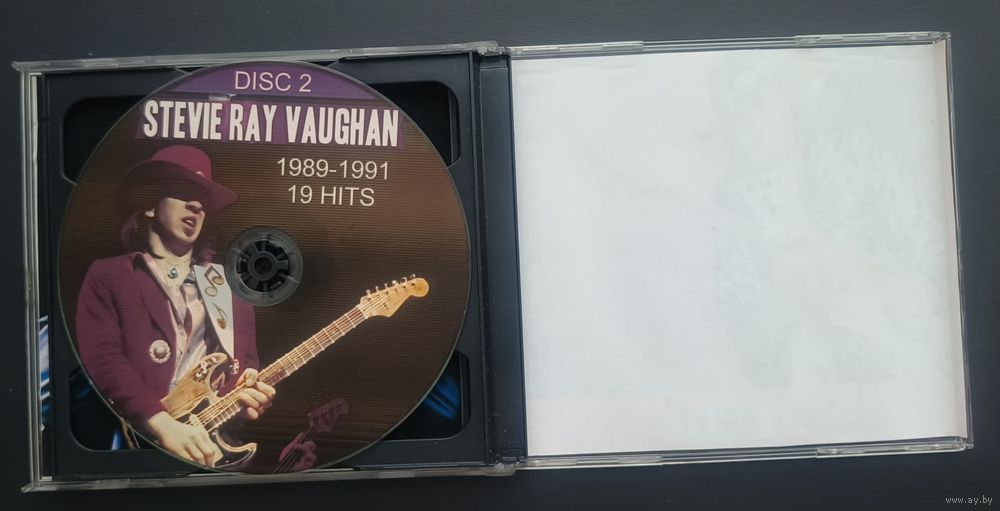 DISC 2
STEVIE RAY VAUGHAN
1989-1991
19 HITS
www.ay.by